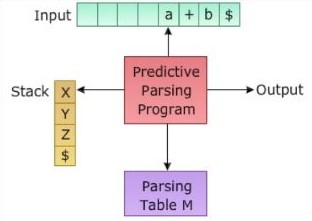 Input a + b $
Predictive
Parsing
Program
Stack X
Y
Z
$
Output
Parsing
Table M